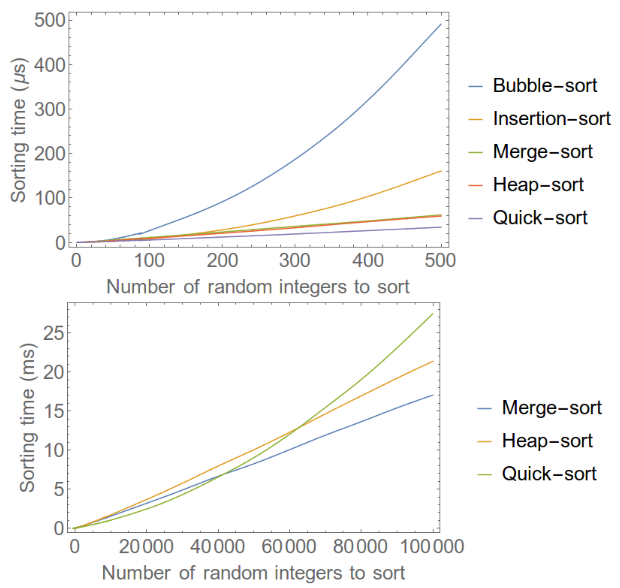 500
400
300
200
100
0
Sorting time (μs)
0 100 200 300 400 500
Number of random integers to sort
Bubble-sort
Insertion-sort
Merge-sort
Heap-sort
Quick-sort
25
20
15
10
5
0
Sorting time (ms)
0 20000 40000 60000 80000 100000
Number of random integers to sort
Merge-sort
Heap-sort
Quick-sort